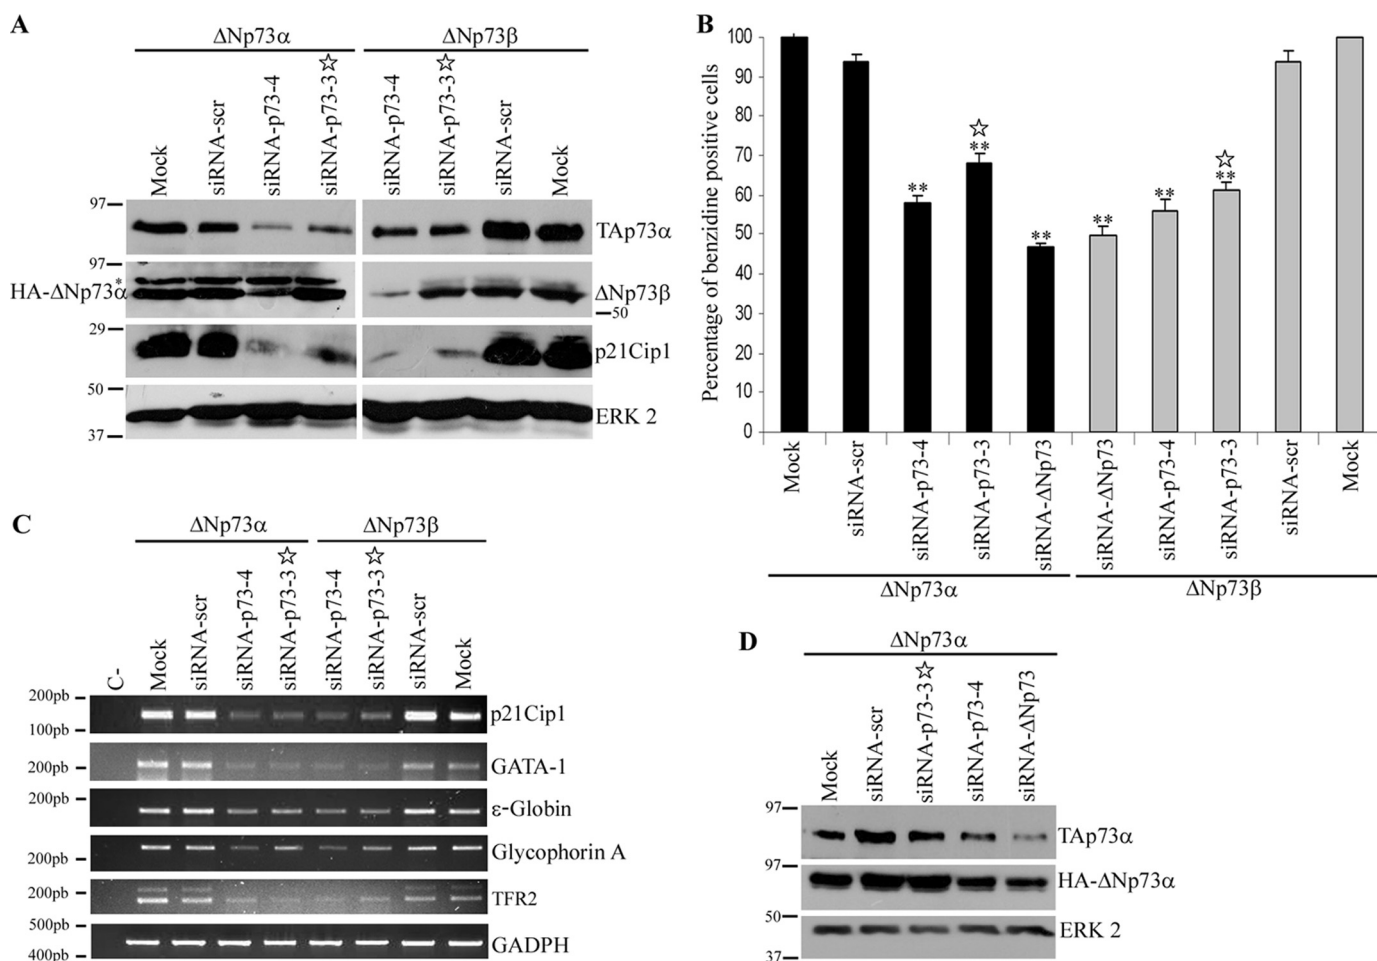 A
ΔNp73α
ΔNp73β
Mock
siRNA-scr
siRNA-p73-4
siRNA-p73-3☆
siRNA-p73-4
siRNA-p73-3☆
siRNA-scr
Mock
97
TAp73α
97
*
HA-ΔNp73α
ΔNp73β
50
29
p21Cip1
50
ERK 2
37
B
Percentage of benzidine positive cells
100
90
80
70
60
50
40
30
20
10
0
**
☆
**
**
**
**
☆
**
Mock
siRNA-scr
siRNA-p73-4
siRNA-p73-3
siRNA-ΔNp73
siRNA-ΔNp73
siRNA-p73-4
siRNA-p73-3
siRNA-scr
Mock
ΔNp73α
ΔNp73β
C
ΔNp73α
ΔNp73β
C-
Mock
siRNA-scr
siRNA-p73-4
siRNA-p73-3☆
siRNA-p73-4
siRNA-p73-3☆
siRNA-scr
Mock
200pb
p21Cip1
100pb
200pb
GATA-1
200pb
ε-Globin
200pb
Glycophorin A
200pb
TFR2
500pb
GADPH
400pb
D
ΔNp73α
Mock
siRNA-scr
siRNA-p73-3☆
siRNA-p73-4
siRNA-ΔNp73
97
TAp73α
97
HA-ΔNp73α
50
ERK 2
37